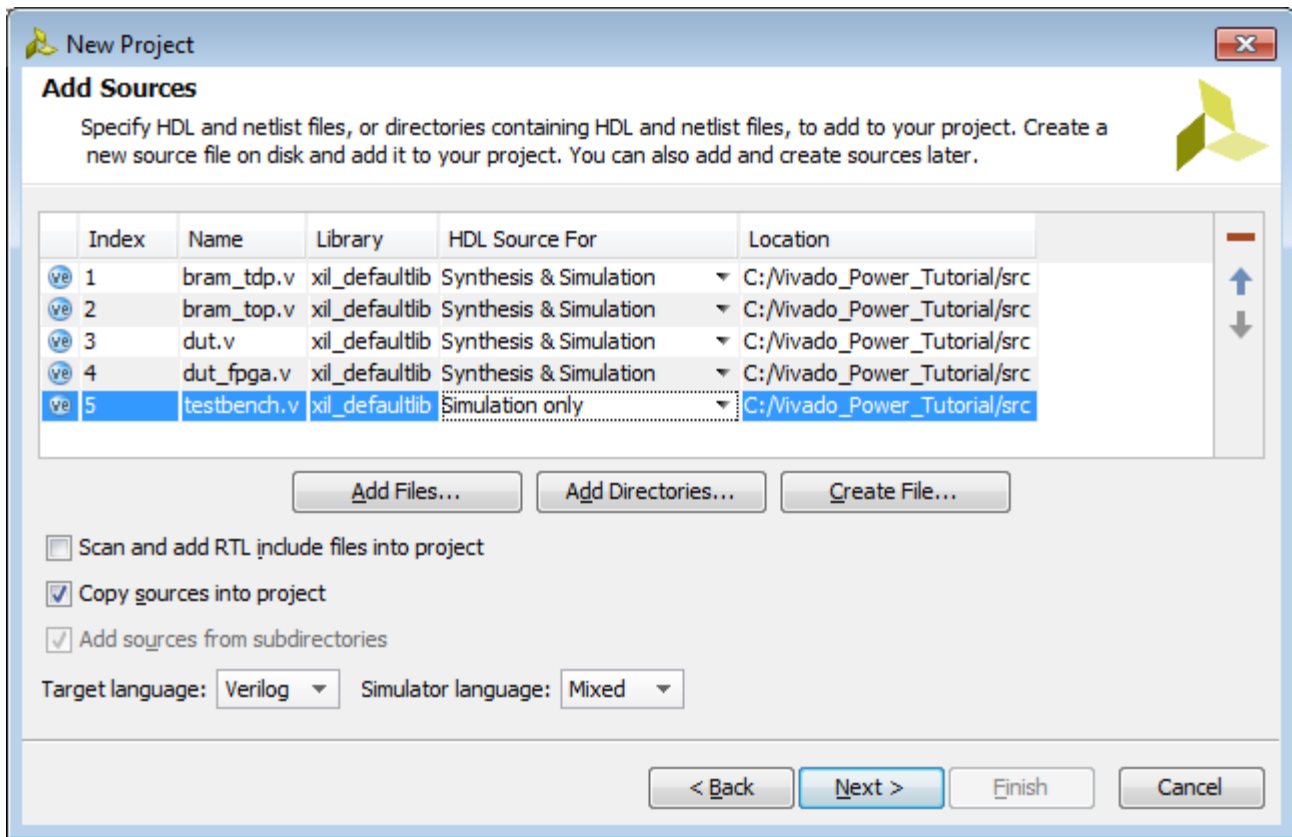 New Project
Add Sources
Specify HDL and netlist files, or directories containing HDL and netlist files, to add to your project. Create a
new source file on disk and add it to your project. You can also add and create sources later.
Index Name Library HDL Source For Location
ve 1 bram_tdp.v xil_defaultlib Synthesis & Simulation C:/Vivado_Power_Tutorial/src
ve 2 bram_top.v xil_defaultlib Synthesis & Simulation C:/Vivado_Power_Tutorial/src
ve 3 dut.v xil_defaultlib Synthesis & Simulation C:/Vivado_Power_Tutorial/src
ve 4 dut_fpga.v xil_defaultlib Synthesis & Simulation C:/Vivado_Power_Tutorial/src
ve 5 testbench.v xil_defaultlib Simulation only C:/Vivado_Power_Tutorial/src
Add Files... Add Directories... Create File...
Scan and add RTL include files into project
Copy sources into project
Add sources from subdirectories
Target language: Verilog Simulator language: Mixed
< Back Next > Finish Cancel